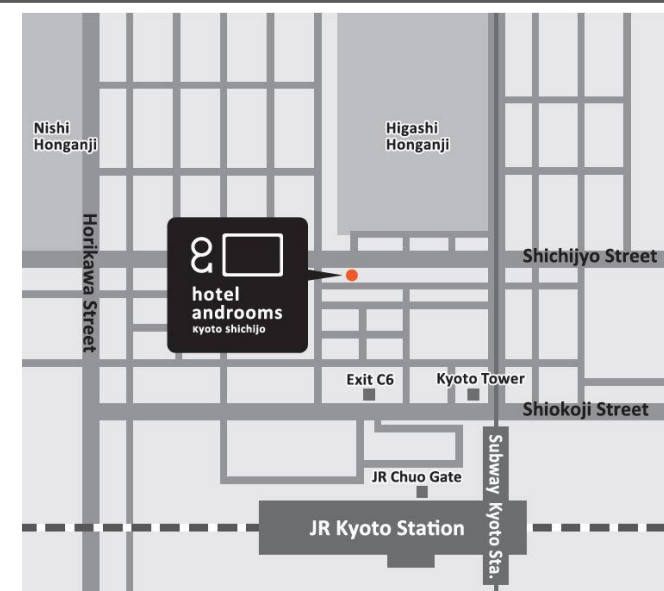 Nishi
Honganji
Higashi
Honganji
Horikawa Street
Shichijyo Street
&
hotel
androoms
Kyoto Shichijo
Exit C6
Kyoto Tower
Shiokoji Street
JR Chuo Gate
Subway Kyoto Sta.
JR Kyoto Station